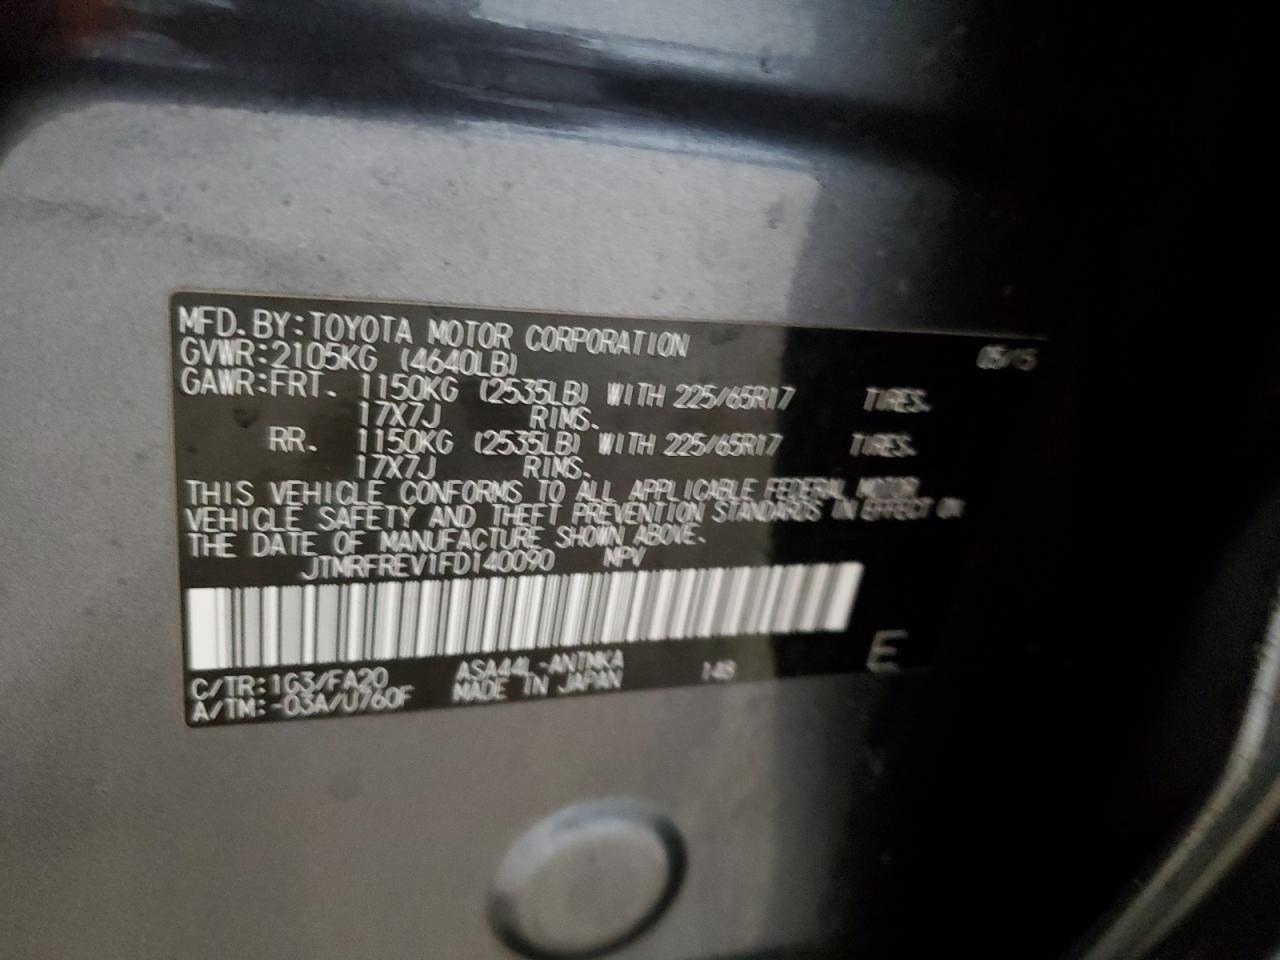 MFD.BY:TOYOTA MOTOR CORPORATION
GVWR:2105KG (4640LB) 05/15
GAWR:FRT. 1150KG (2535LB) WITH 225/65R17 TIRES.
17X7J RIMS.
RR. 1150KG (2535LB) WITH 225/65R17 TIRES.
17X7J RIMS.
THIS VEHICLE CONFORMS TO ALL APPLICABLE FEDERAL MOTOR
VEHICLE SAFETY AND THEFT PREVENTION STANDARDS IN EFFECT ON
THE DATE OF MANUFACTURE SHOWN ABOVE.
JTMRFREV1FD140090 MPV
C/TR:1G3/FA20 ASA44L-ANTMKA 148 E
A/TM:-03A/U760F MADE IN JAPAN